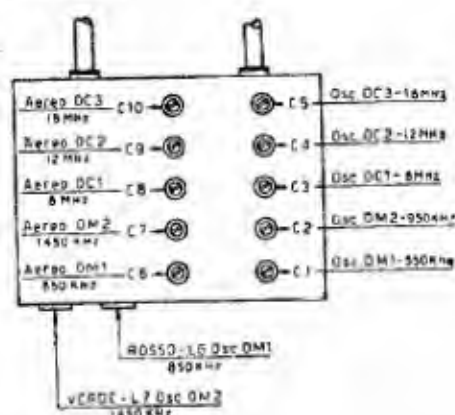 Aereo OC3 C10 C5 Osc OC3-16MHz
15 MHz
Aereo OC2 C9 C4 Osc OC2-12MHz
12 MHz
Aereo OC1 C8 C3 Osc OC1-8MHz
8 MHz
Aereo OM2 C7 C2 Osc OM2-950KHz
1450 KHz
Aereo OM1 C6 C1 Osc OM1-550KHz
850 KHz
ROSSO-L6 Osc OM1
850KHz
VERDE-L7 Osc OM2
1450 KHz